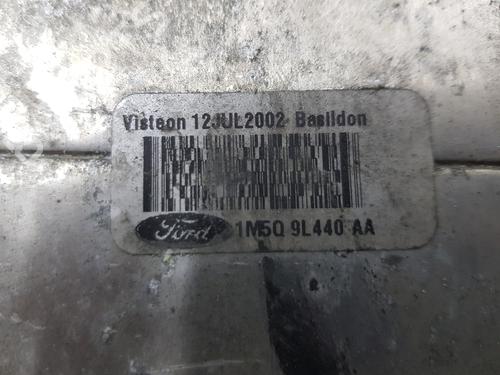 Visteon 12JUL2002 Basildon
Ford 1M5Q 9L440 AA